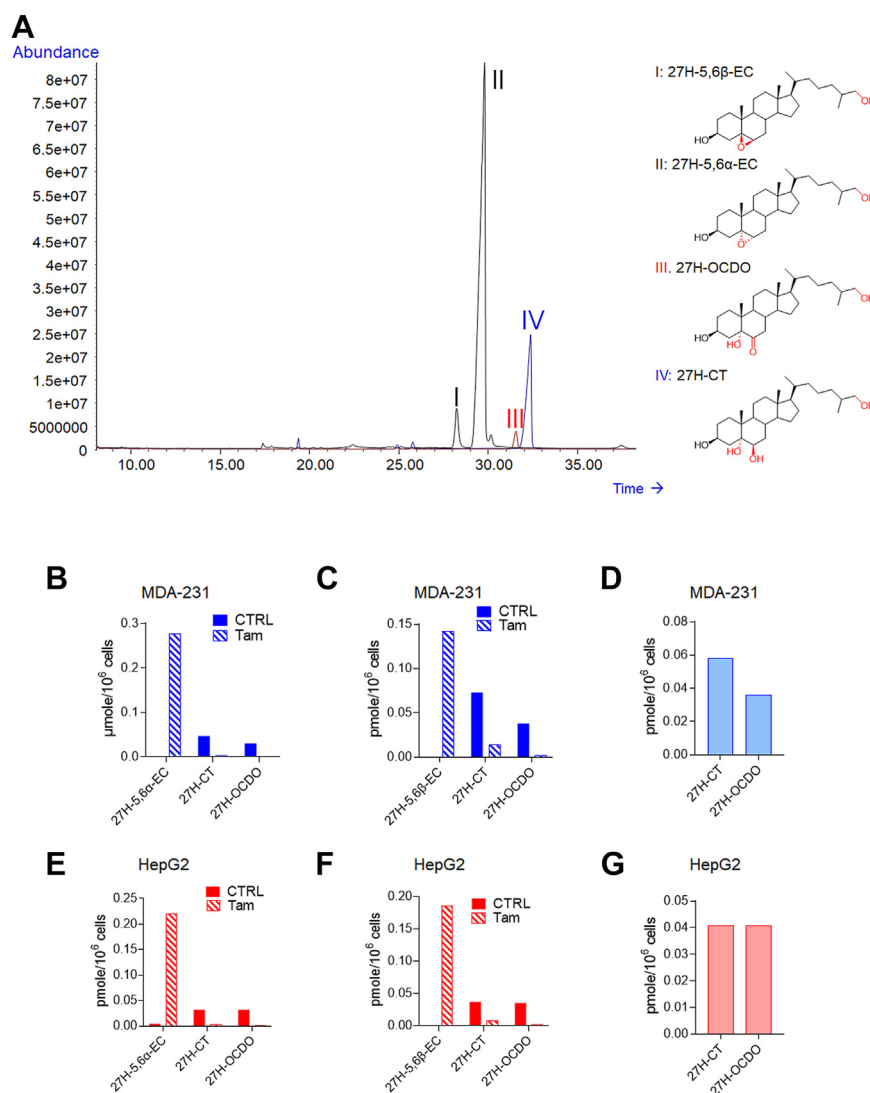 A
Abundance
8e+07
7.5e+07
7e+07
6.5e+07
6e+07
5.5e+07
5e+07
4.5e+07
4e+07
3.5e+07
3e+07
2.5e+07
2e+07
1.5e+07
1e+07
5000000
0
10.00 15.00 20.00 25.00 30.00 35.00
Time →
I
II
III
IV
I: 27H-5,6β-EC
HO
O
OH
II: 27H-5,6α-EC
HO
O
OH
III. 27H-OCDO
HO
OH
O
OH
IV: 27H-CT
HO
OH
OH
OH
B
MDA-231
CTRL
Tam
µmole/10⁶ cells
0.3
0.2
0.1
0.0
27H-5,6α-EC
27H-CT
27H-OCDO
C
MDA-231
CTRL
Tam
pmole/10⁶ cells
0.15
0.10
0.05
0.00
27H-5,6β-EC
27H-CT
27H-OCDO
D
MDA-231
pmole/10⁶ cells
0.08
0.06
0.04
0.02
0.00
27H-CT
27H-OCDO
E
HepG2
CTRL
Tam
pmole/10⁶ cells
0.25
0.20
0.15
0.10
0.05
0.00
27H-5,6α-EC
27H-CT
27H-OCDO
F
HepG2
CTRL
Tam
pmole/10⁶ cells
0.20
0.15
0.10
0.05
0.00
27H-5,6β-EC
27H-CT
27H-OCDO
G
HepG2
pmole/10⁶ cells
0.05
0.04
0.03
0.02
0.01
0.00
27H-CT
27H-OCDO